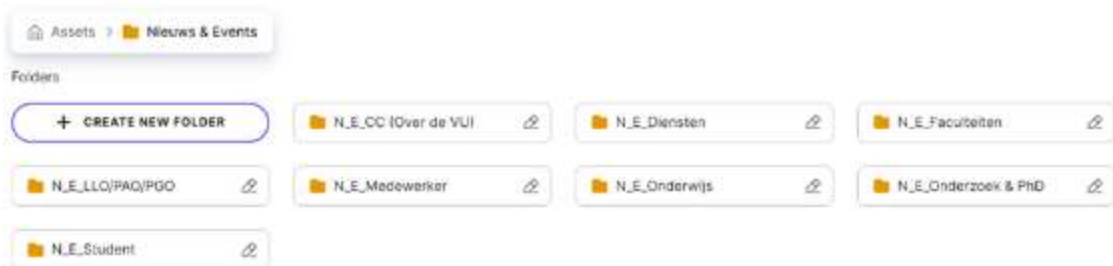 Assets > Nieuws & Events
Folders
+ CREATE NEW FOLDER
N_E_CC (Over de VU)
N_E_Diensten
N_E_Faculteiten
N_E_LLO/PAO/PGO
N_E_Medewerker
N_E_Onderwijs
N_E_Onderzoek & PhD
N_E_Student